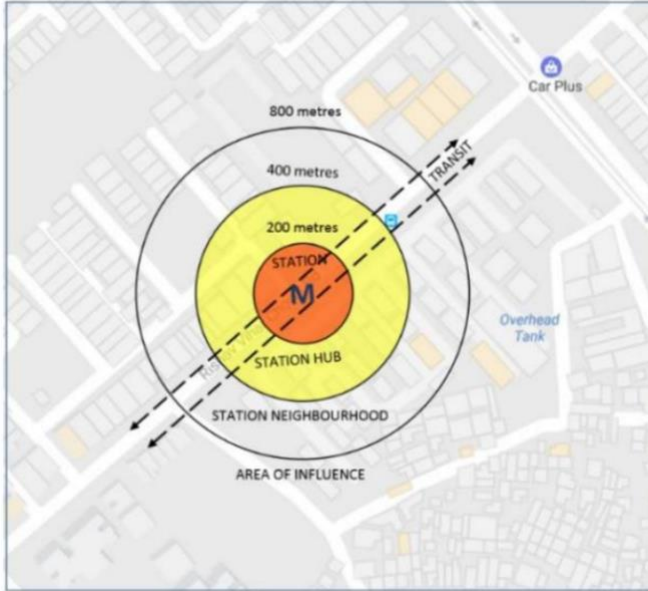 Car Plus
800 metres
TRANSIT
400 metres
200 metres
STATION
M
Overhead
Tank
STATION HUB
STATION NEIGHBOURHOOD
AREA OF INFLUENCE